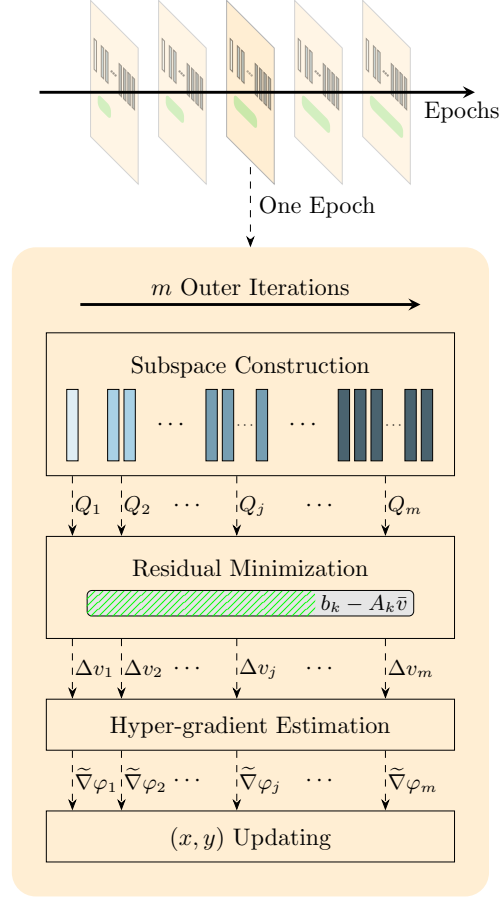 Epochs
One Epoch
m Outer Iterations
Subspace Construction
... ... ... ...
Q₁ Q₂ ... Qⱼ ... Qₘ
Residual Minimization
bₖ − Aₖv̄
Δv₁ Δv₂ ... Δvⱼ ... Δvₘ
Hyper-gradient Estimation
∇̃φ₁ ∇̃φ₂ ... ∇̃φⱼ ... ∇̃φₘ
(x, y) Updating